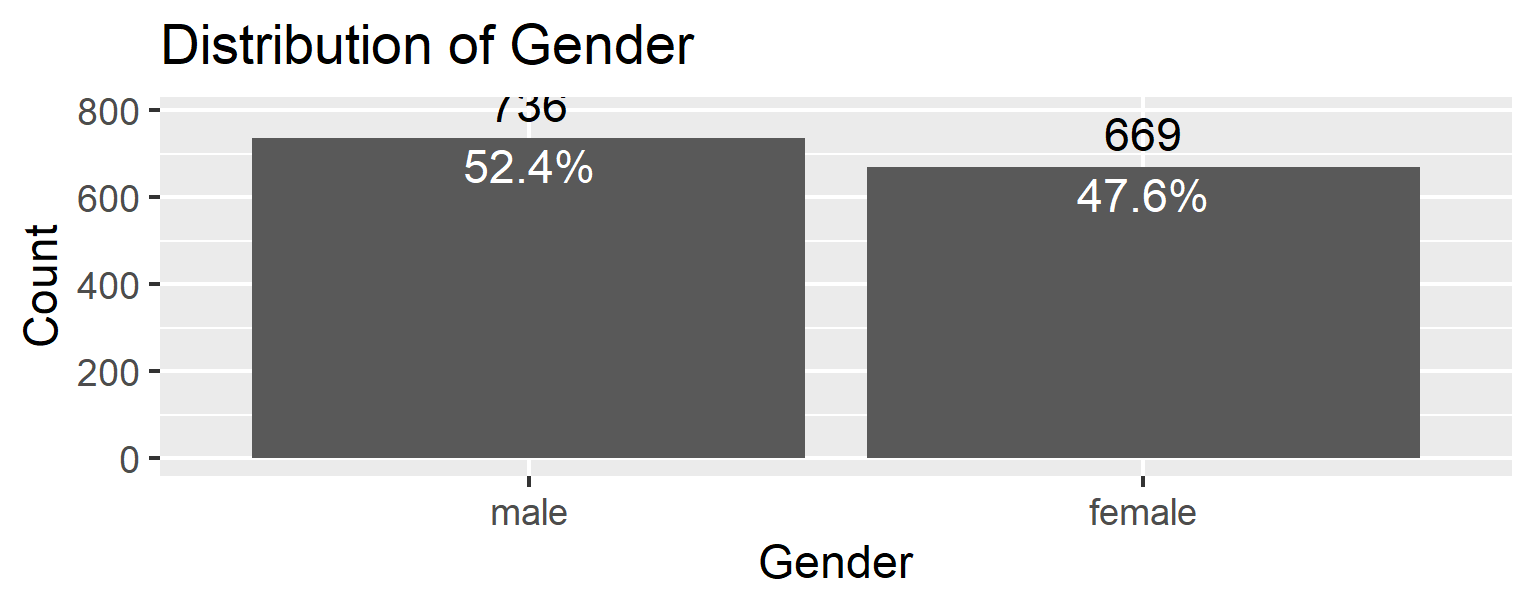 Distribution of Gender
800
600
400
200
0
Count
736
52.4%
669
47.6%
male
female
Gender